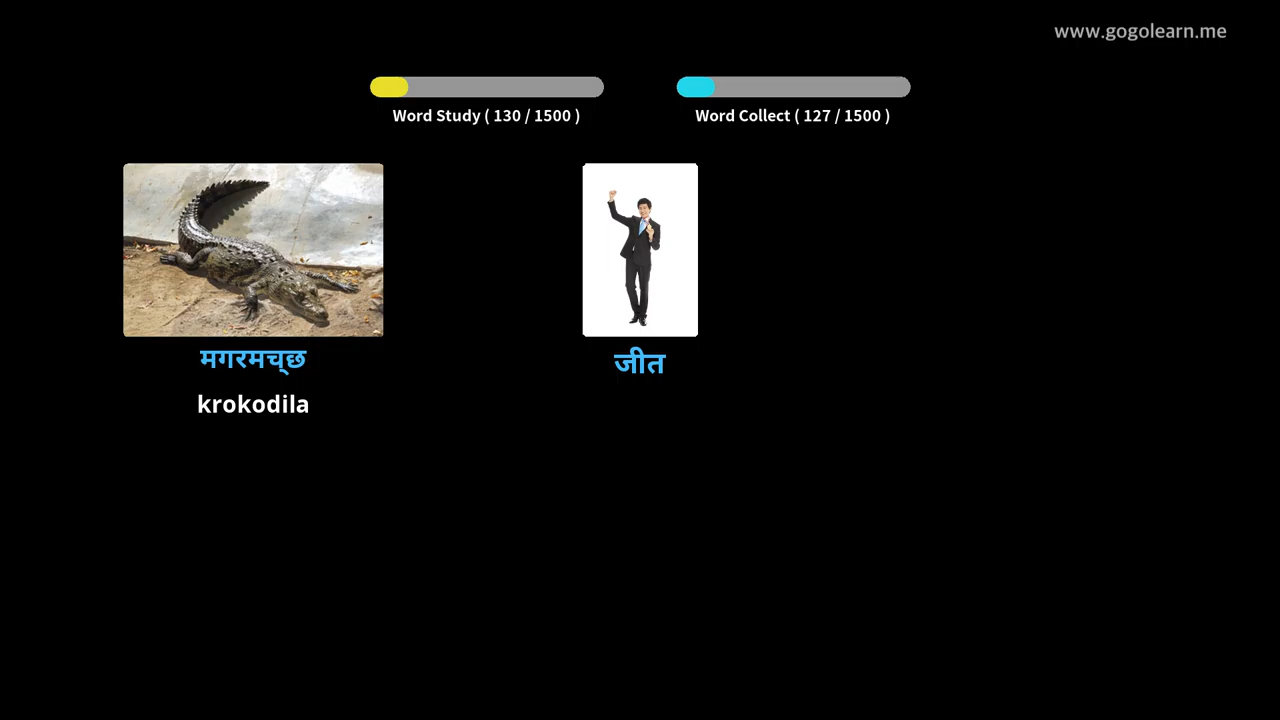 www.gogolearn.me
Word Study ( 130 / 1500 )
Word Collect ( 127 / 1500 )
मगरमच्छ
जीत
krokodila